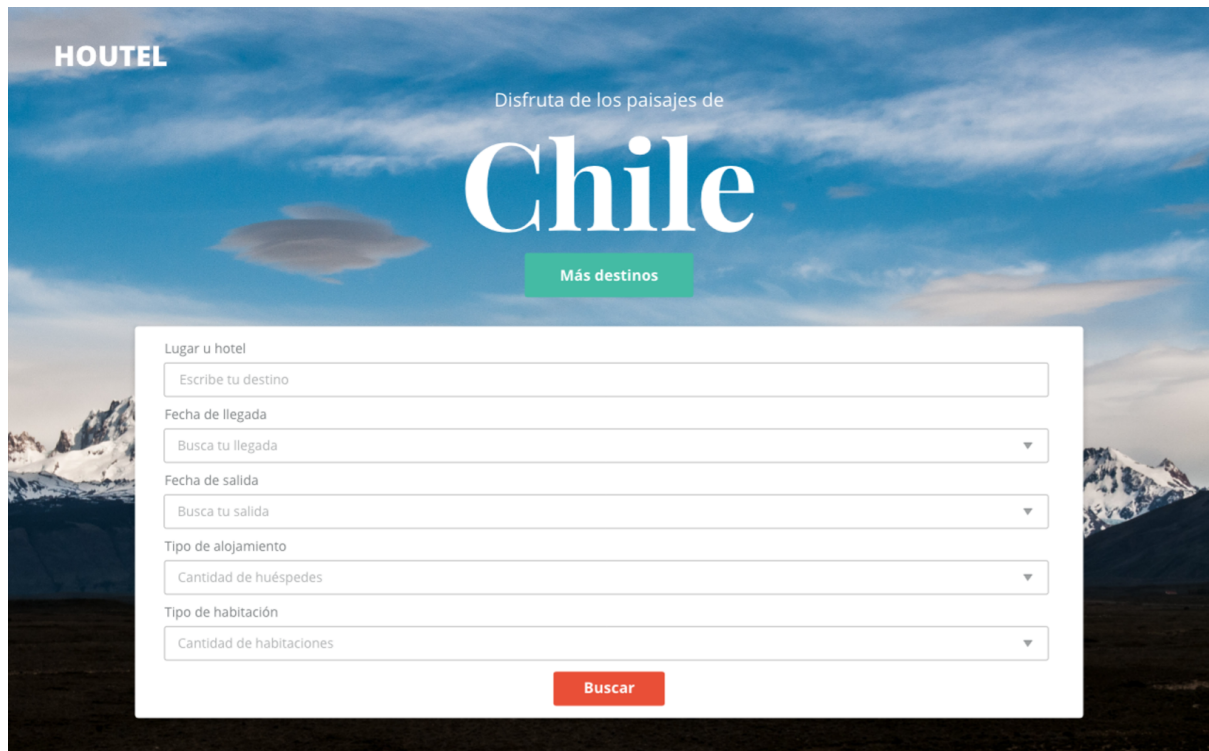 HOUTEL
Disfruta de los paisajes de
Chile
Más destinos
Lugar u hotel
Escribe tu destino
Fecha de llegada
Busca tu llegada
Fecha de salida
Busca tu salida
Tipo de alojamiento
Cantidad de huéspedes
Tipo de habitación
Cantidad de habitaciones
Buscar